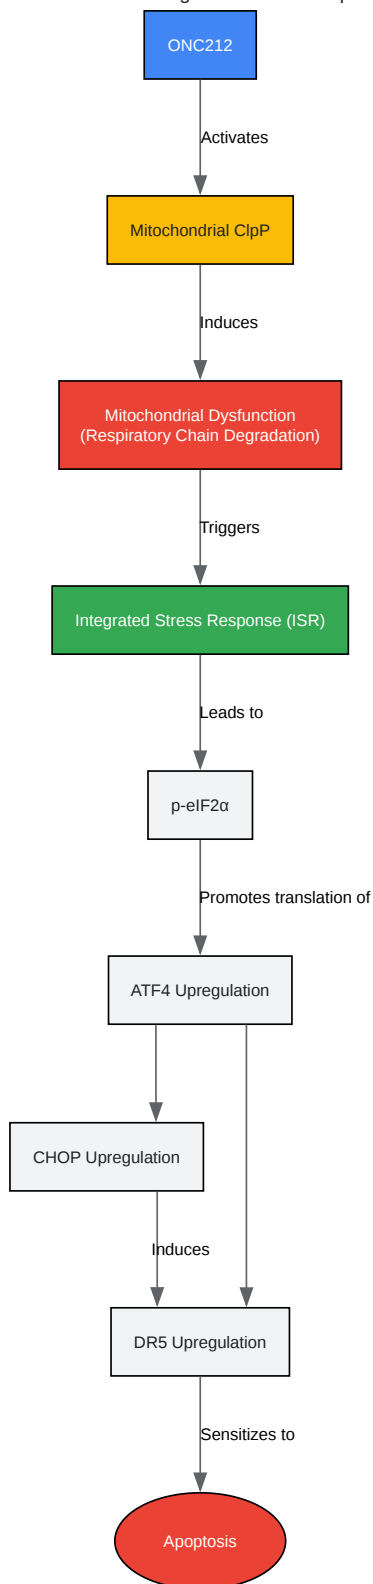 ONC212
Activates
Mitochondrial ClpP
Induces
Mitochondrial Dysfunction
(Respiratory Chain Degradation)
Triggers
Integrated Stress Response (ISR)
Leads to
p-eIF2α
Promotes translation of
ATF4 Upregulation
CHOP Upregulation
Induces
DR5 Upregulation
Sensitizes to
Apoptosis